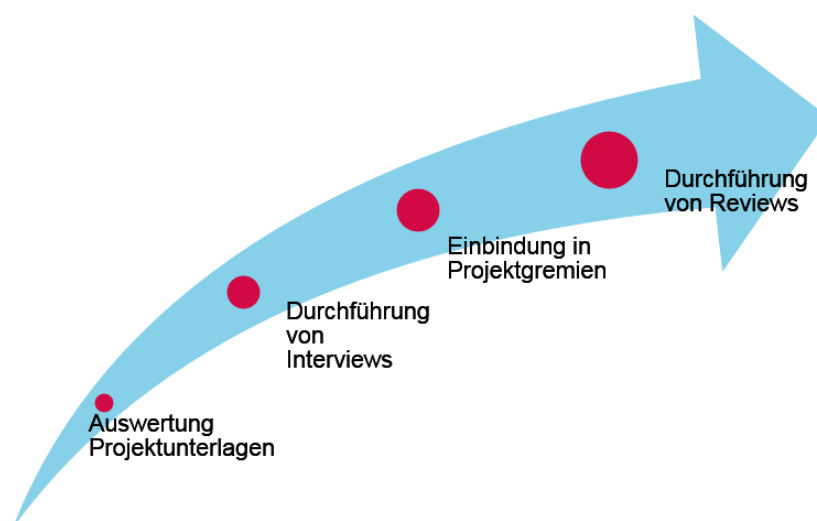 Durchführung
von Reviews
Einbindung in
Projektgremien
Durchführung
von
Interviews
Auswertung
Projektunterlagen